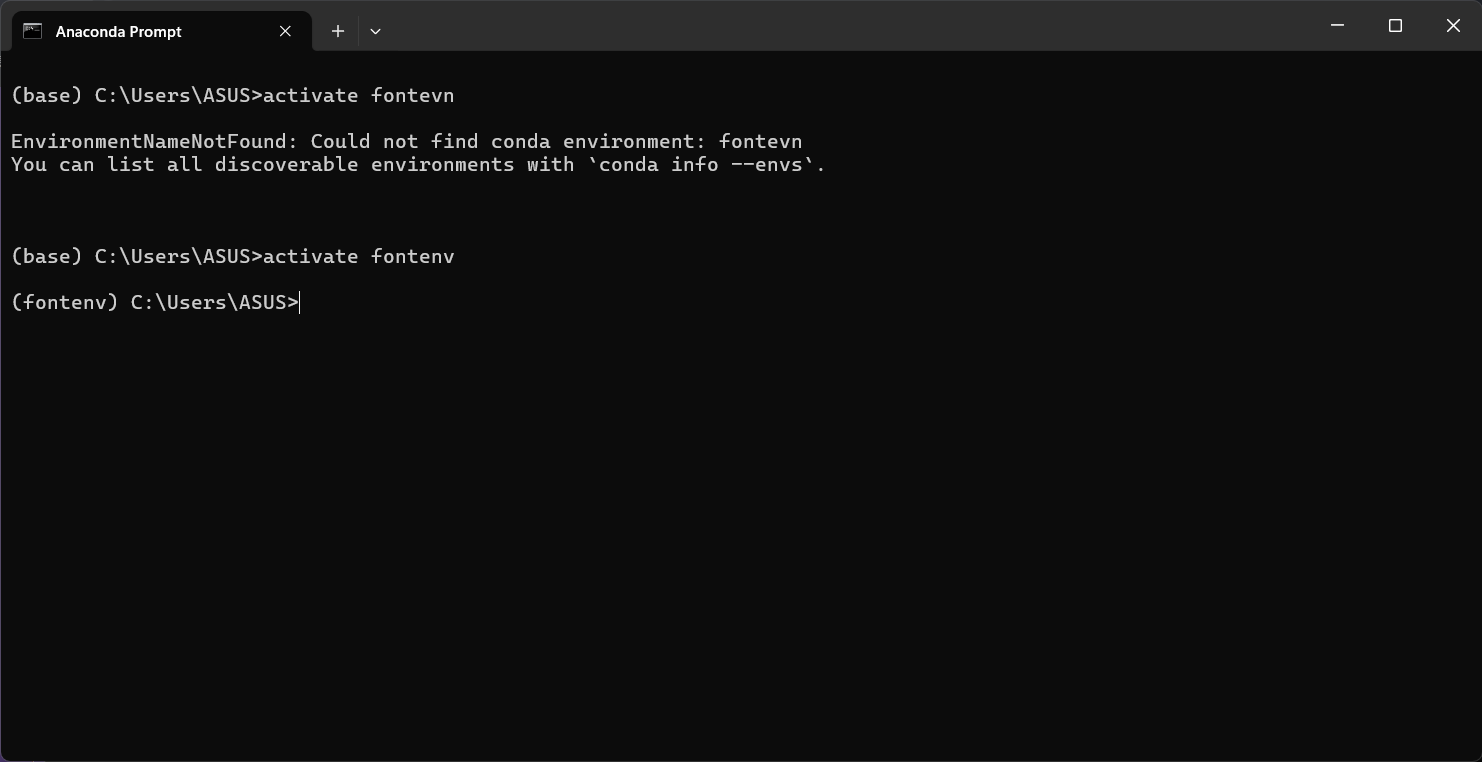 Anaconda Prompt
(base) C:\Users\ASUS>activate fontevn
EnvironmentNameNotFound: Could not find conda environment: fontevn
You can list all discoverable environments with `conda info --envs`.
(base) C:\Users\ASUS>activate fontenv
(fontenv) C:\Users\ASUS>